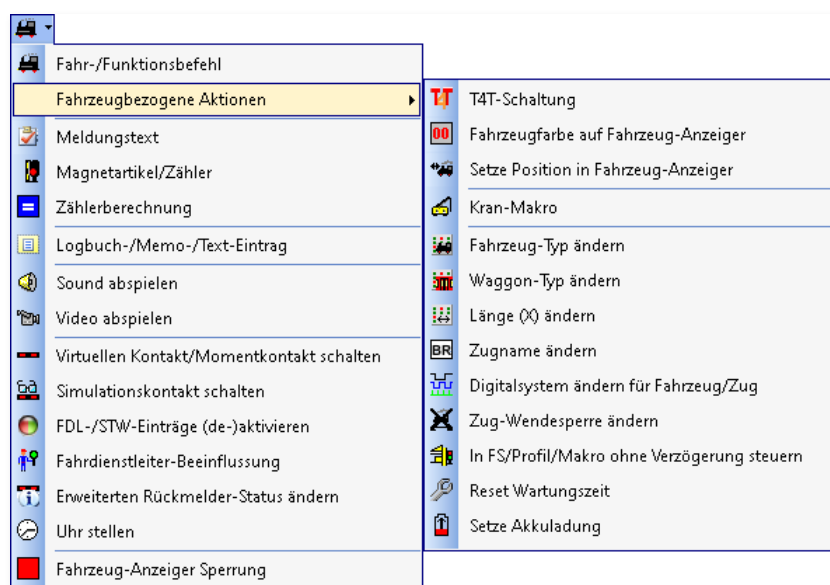 Fahr-/Funktionsbefehl
Fahrzeugbezogene Aktionen
Meldungstext
Magnetartikel/Zähler
Zählerberechnung
Logbuch-/Memo-/Text-Eintrag
Sound abspielen
Video abspielen
Virtuellen Kontakt/Momentkontakt schalten
Simulationskontakt schalten
FDL-/STW-Einträge (de-)aktivieren
Fahrdienstleiter-Beeinflussung
Erweiterten Rückmelder-Status ändern
Uhr stellen
Fahrzeug-Anzeiger Sperrung
T4T T4T-Schaltung
00 Fahrzeugfarbe auf Fahrzeug-Anzeiger
Setze Position in Fahrzeug-Anzeiger
Kran-Makro
Fahrzeug-Typ ändern
Waggon-Typ ändern
Länge (X) ändern
BR Zugname ändern
Digitalsystem ändern für Fahrzeug/Zug
Zug-Wendesperre ändern
In FS/Profil/Makro ohne Verzögerung steuern
Reset Wartungszeit
Setze Akkuladung